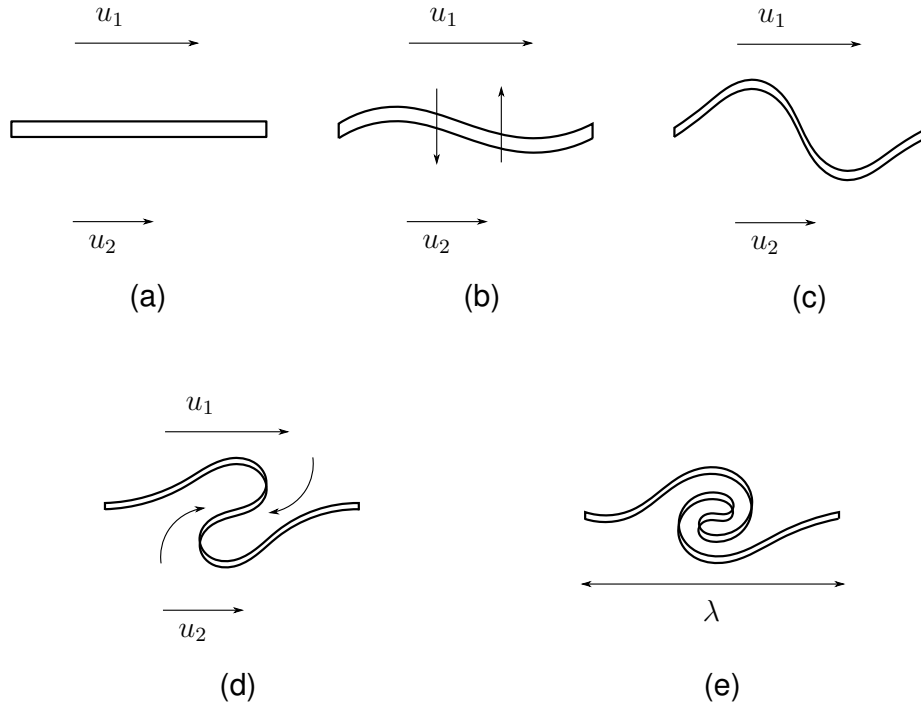 u₁ u₁ u₁
u₂ u₂ u₂
(a) (b) (c)
u₁
u₂ λ
(d) (e)